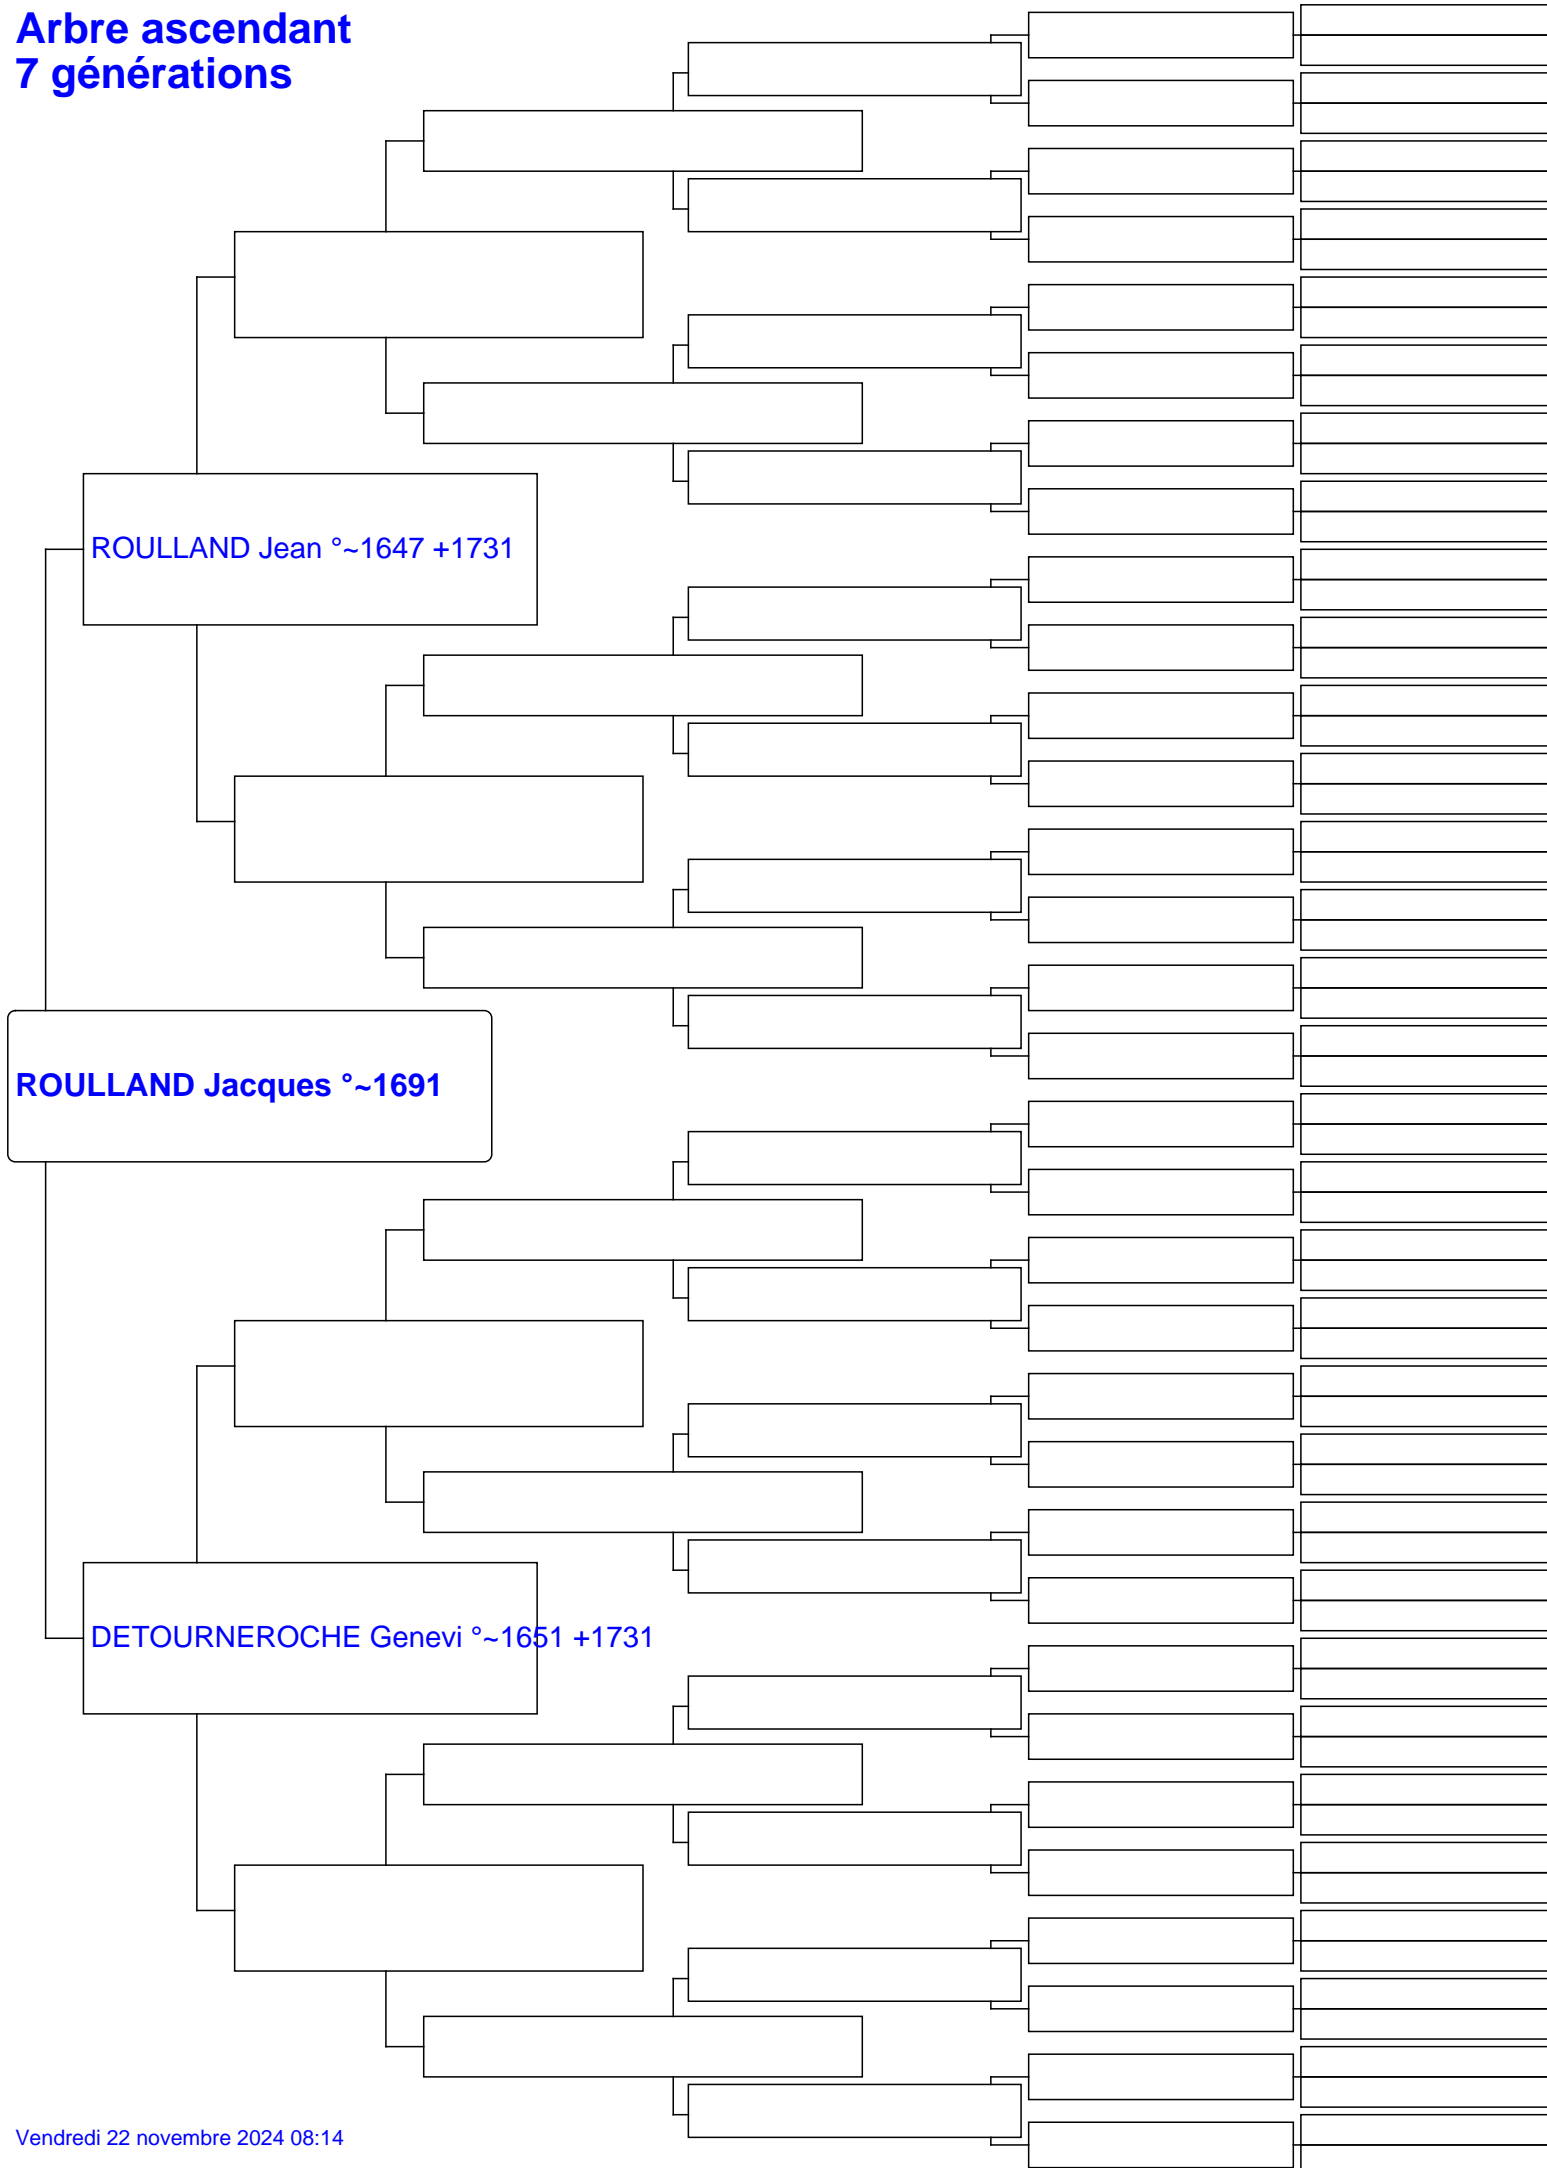 Arbre ascendant
7 générations
ROULLAND Jean °~1647 +1731
ROULLAND Jacques °~1691
DETOURNEROCHE Genevi °~1651 +1731
Vendredi 22 novembre 2024 08:14